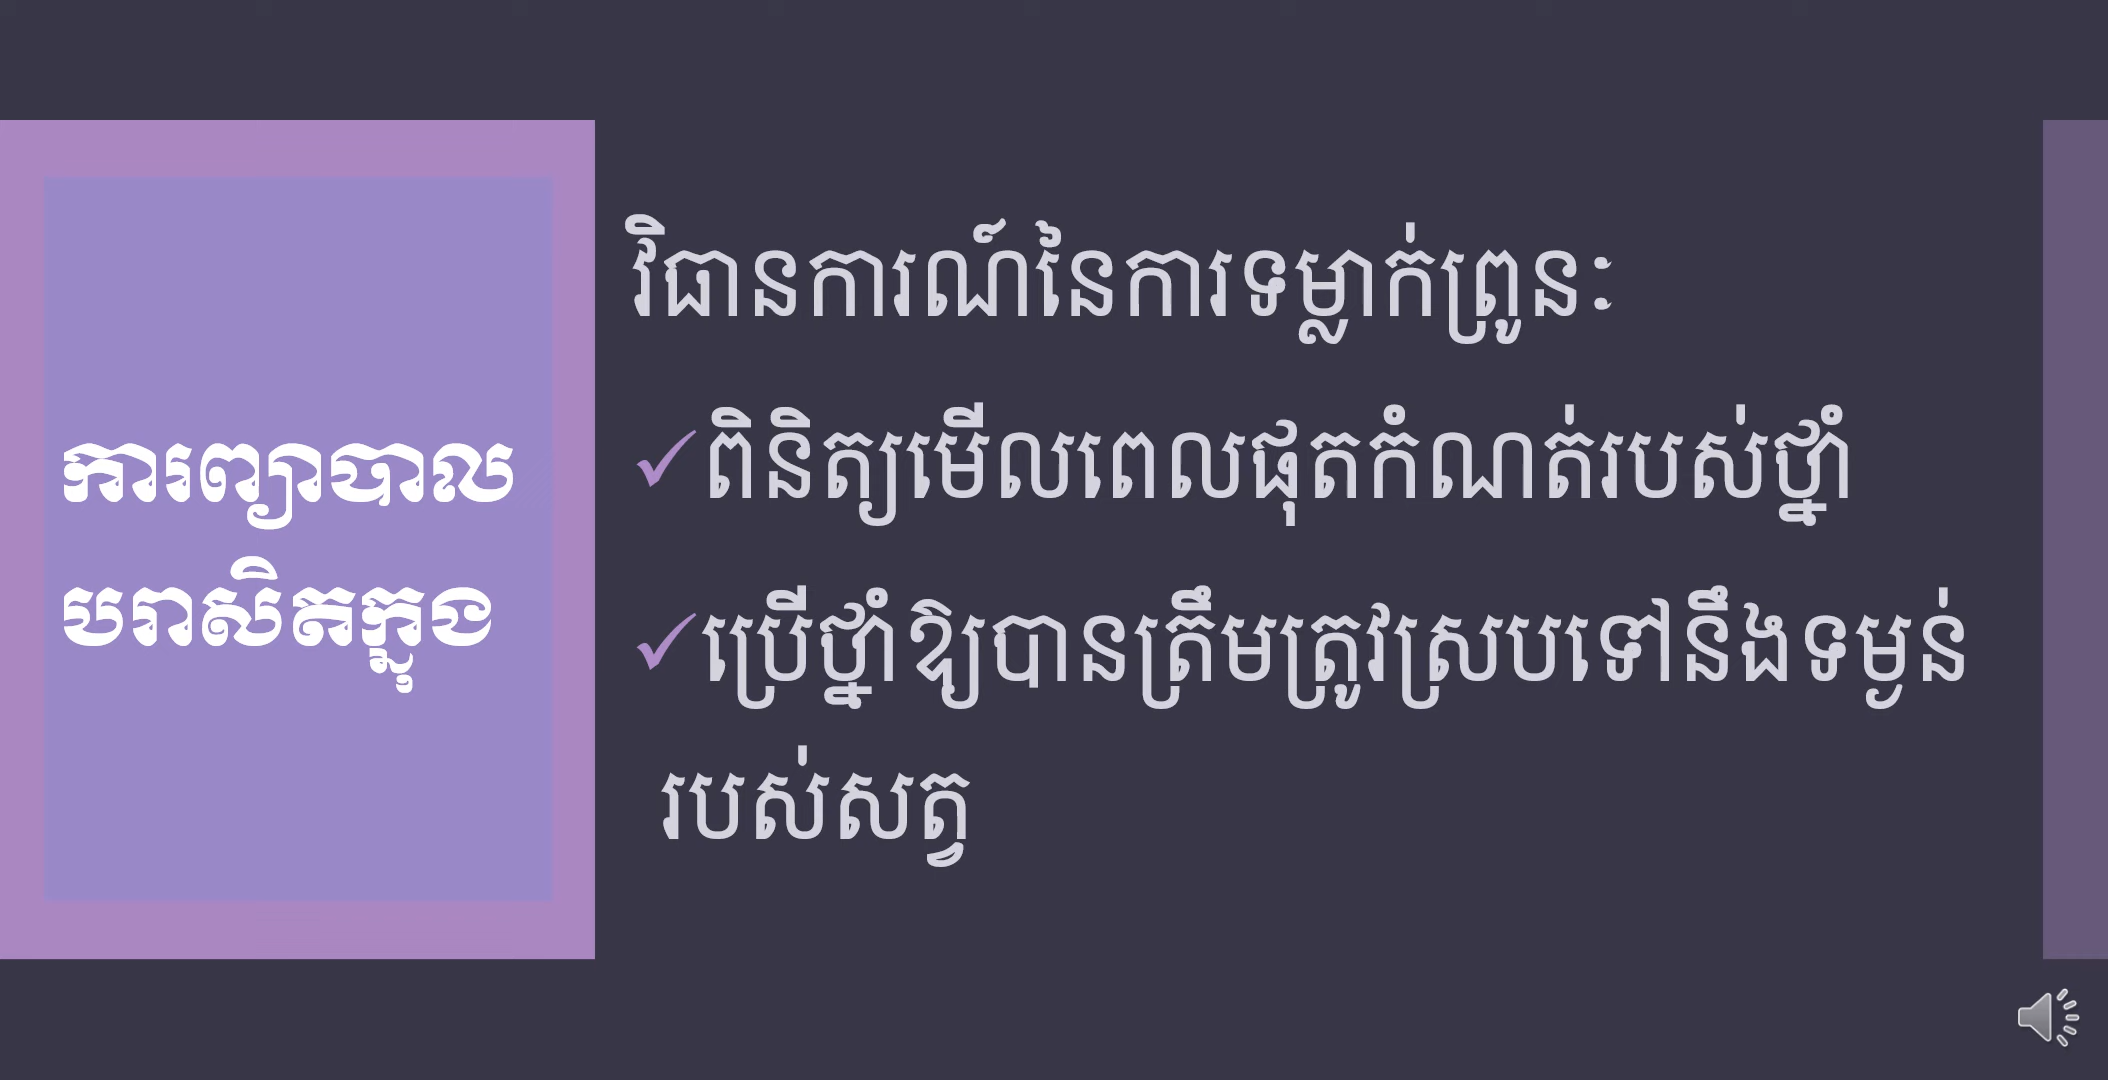 ការព្យាបាល
បរាសិតក្នុង
វិធានការណ៍នៃការទម្លាក់ព្រូនៈ
✓ពិនិត្យមើលពេលផុតកំណត់របស់ថ្នាំ
✓ប្រើថ្នាំឱ្យបានត្រឹមត្រូវស្របទៅនឹងទម្ងន់
របស់សត្វ